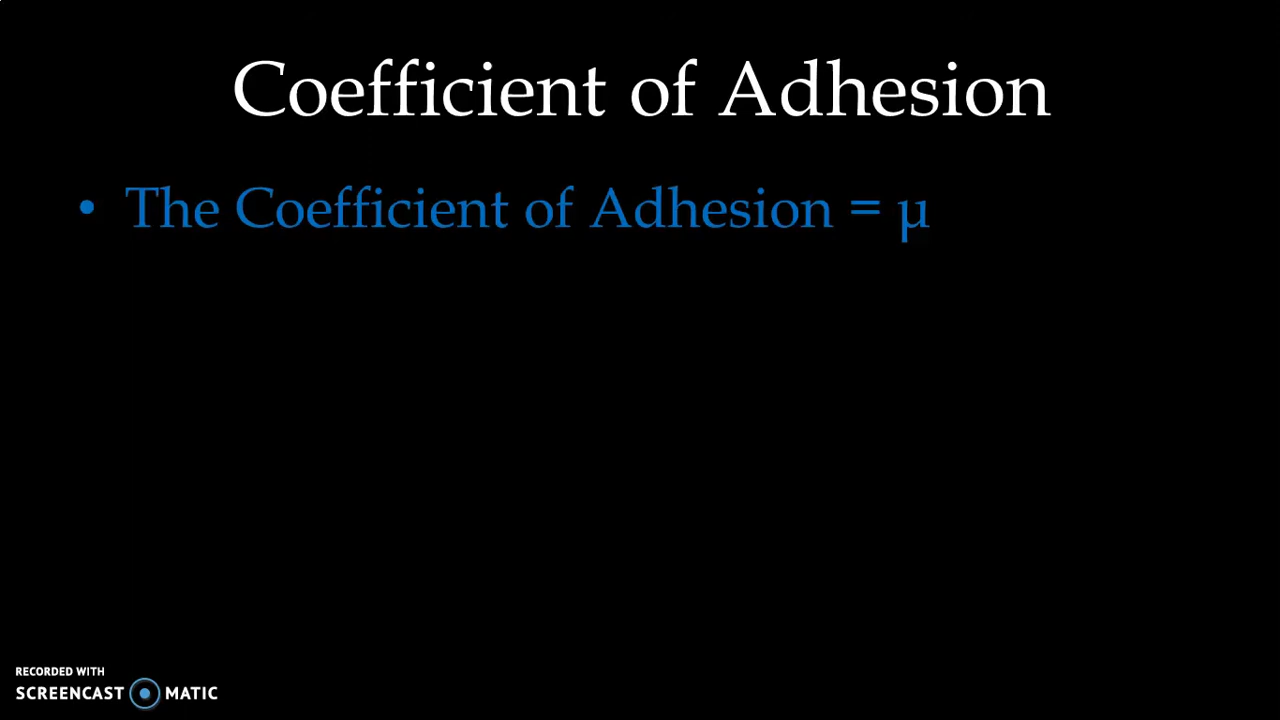 Coefficient of Adhesion
• The Coefficient of Adhesion = μ
RECORDED WITH
SCREENCAST MATIC